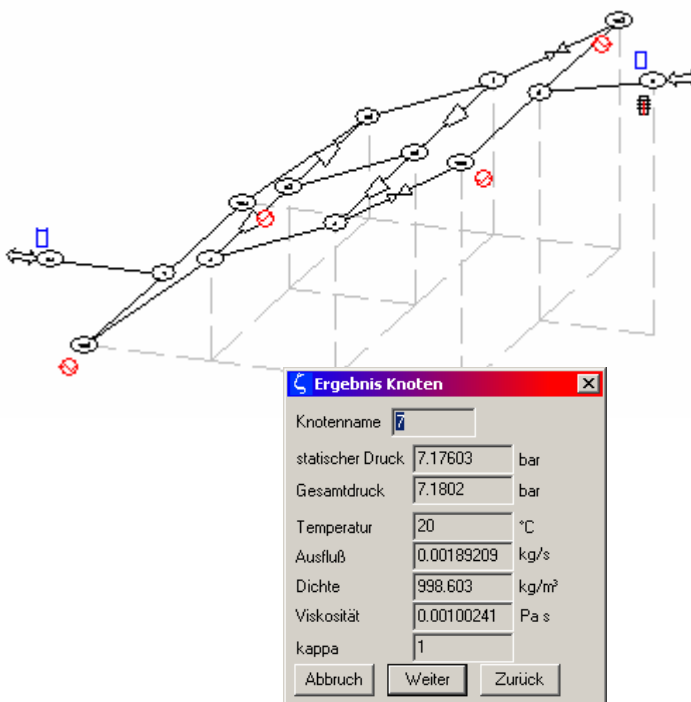 ζ Ergebnis Knoten
Knotenname 7
statischer Druck 7.17603 bar
Gesamtdruck 7.1802 bar
Temperatur 20 °C
Ausfluß 0.00189209 kg/s
Dichte 998.603 kg/m³
Viskosität 0.00100241 Pa s
kappa 1
Abbruch Weiter Zurück